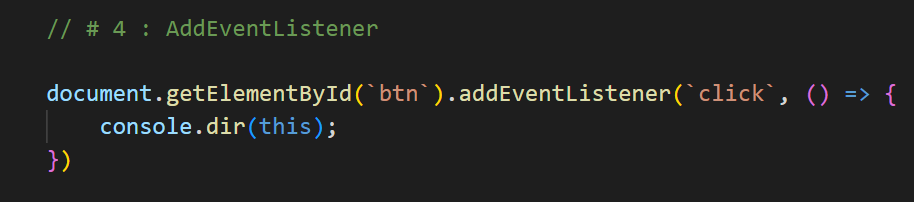 // # 4 : AddEventListener
document.getElementById(`btn`).addEventListener(`click`, () => {
console.dir(this);
})